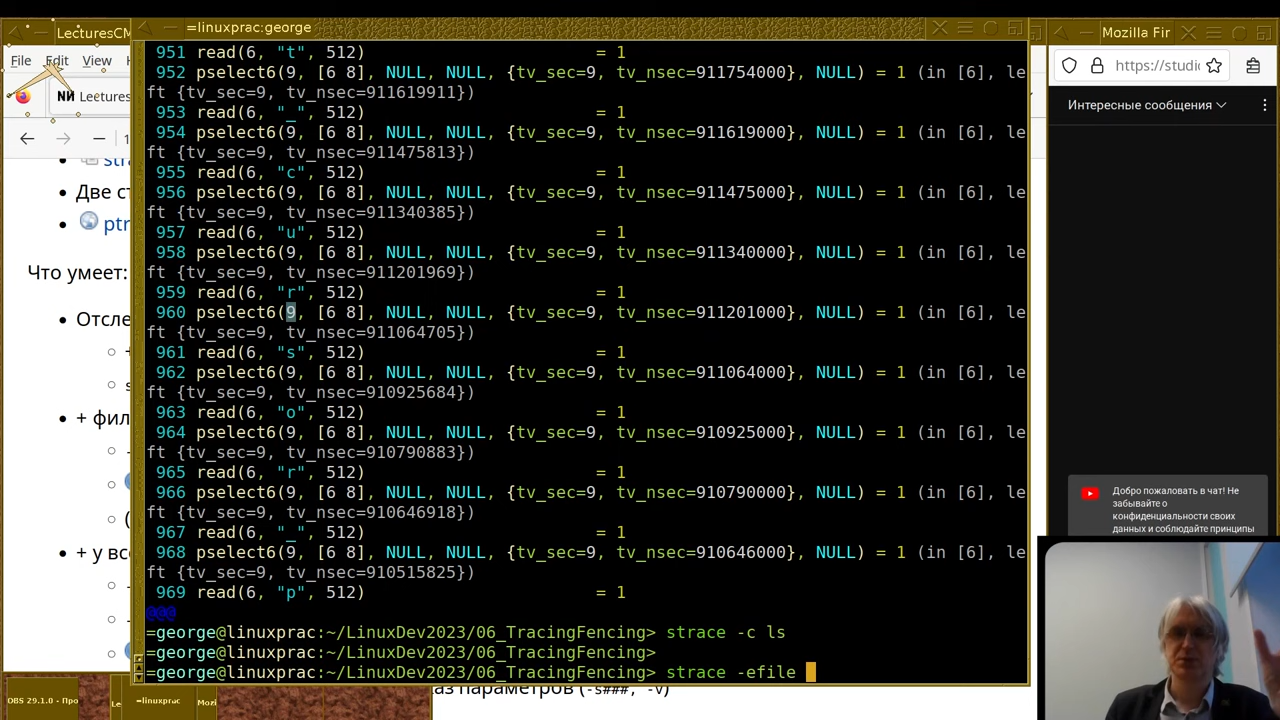 LecturesCM
=linuxprac:george
Mozilla Fir
File Edit View
Lectures
https://studi
Интересные сообщения
stra
Две ст
ptr
Что умеет:
Отсле
+ фил
+ у все
951 read(6, "t", 512) = 1
952 pselect6(9, [6 8], NULL, NULL, {tv_sec=9, tv_nsec=911754000}, NULL) = 1 (in [6], le
ft {tv_sec=9, tv_nsec=911619911})
953 read(6, "_", 512) = 1
954 pselect6(9, [6 8], NULL, NULL, {tv_sec=9, tv_nsec=911619000}, NULL) = 1 (in [6], le
ft {tv_sec=9, tv_nsec=911475813})
955 read(6, "c", 512) = 1
956 pselect6(9, [6 8], NULL, NULL, {tv_sec=9, tv_nsec=911475000}, NULL) = 1 (in [6], le
ft {tv_sec=9, tv_nsec=911340385})
957 read(6, "u", 512) = 1
958 pselect6(9, [6 8], NULL, NULL, {tv_sec=9, tv_nsec=911340000}, NULL) = 1 (in [6], le
ft {tv_sec=9, tv_nsec=911201969})
959 read(6, "r", 512) = 1
960 pselect6(9, [6 8], NULL, NULL, {tv_sec=9, tv_nsec=911201000}, NULL) = 1 (in [6], le
ft {tv_sec=9, tv_nsec=911064705})
961 read(6, "s", 512) = 1
962 pselect6(9, [6 8], NULL, NULL, {tv_sec=9, tv_nsec=911064000}, NULL) = 1 (in [6], le
ft {tv_sec=9, tv_nsec=910925684})
963 read(6, "o", 512) = 1
964 pselect6(9, [6 8], NULL, NULL, {tv_sec=9, tv_nsec=910925000}, NULL) = 1 (in [6], le
ft {tv_sec=9, tv_nsec=910790883})
965 read(6, "r", 512) = 1
966 pselect6(9, [6 8], NULL, NULL, {tv_sec=9, tv_nsec=910790000}, NULL) = 1 (in [6], le
ft {tv_sec=9, tv_nsec=910646918})
967 read(6, "_", 512) = 1
968 pselect6(9, [6 8], NULL, NULL, {tv_sec=9, tv_nsec=910646000}, NULL) = 1 (in [6], le
ft {tv_sec=9, tv_nsec=910515825})
969 read(6, "p", 512) = 1
@@@
=george@linuxprac:~/LinuxDev2023/06_TracingFencing> strace -c ls
=george@linuxprac:~/LinuxDev2023/06_TracingFencing>
=george@linuxprac:~/LinuxDev2023/06_TracingFencing> strace -efile
аз параметров (-s###, -v)
Добро пожаловать в чат! Не
забывайте о
конфиденциальности своих
данных и соблюдайте принципы
DBS 29.1.0 - Про
Le
=linuxprac
Mozi